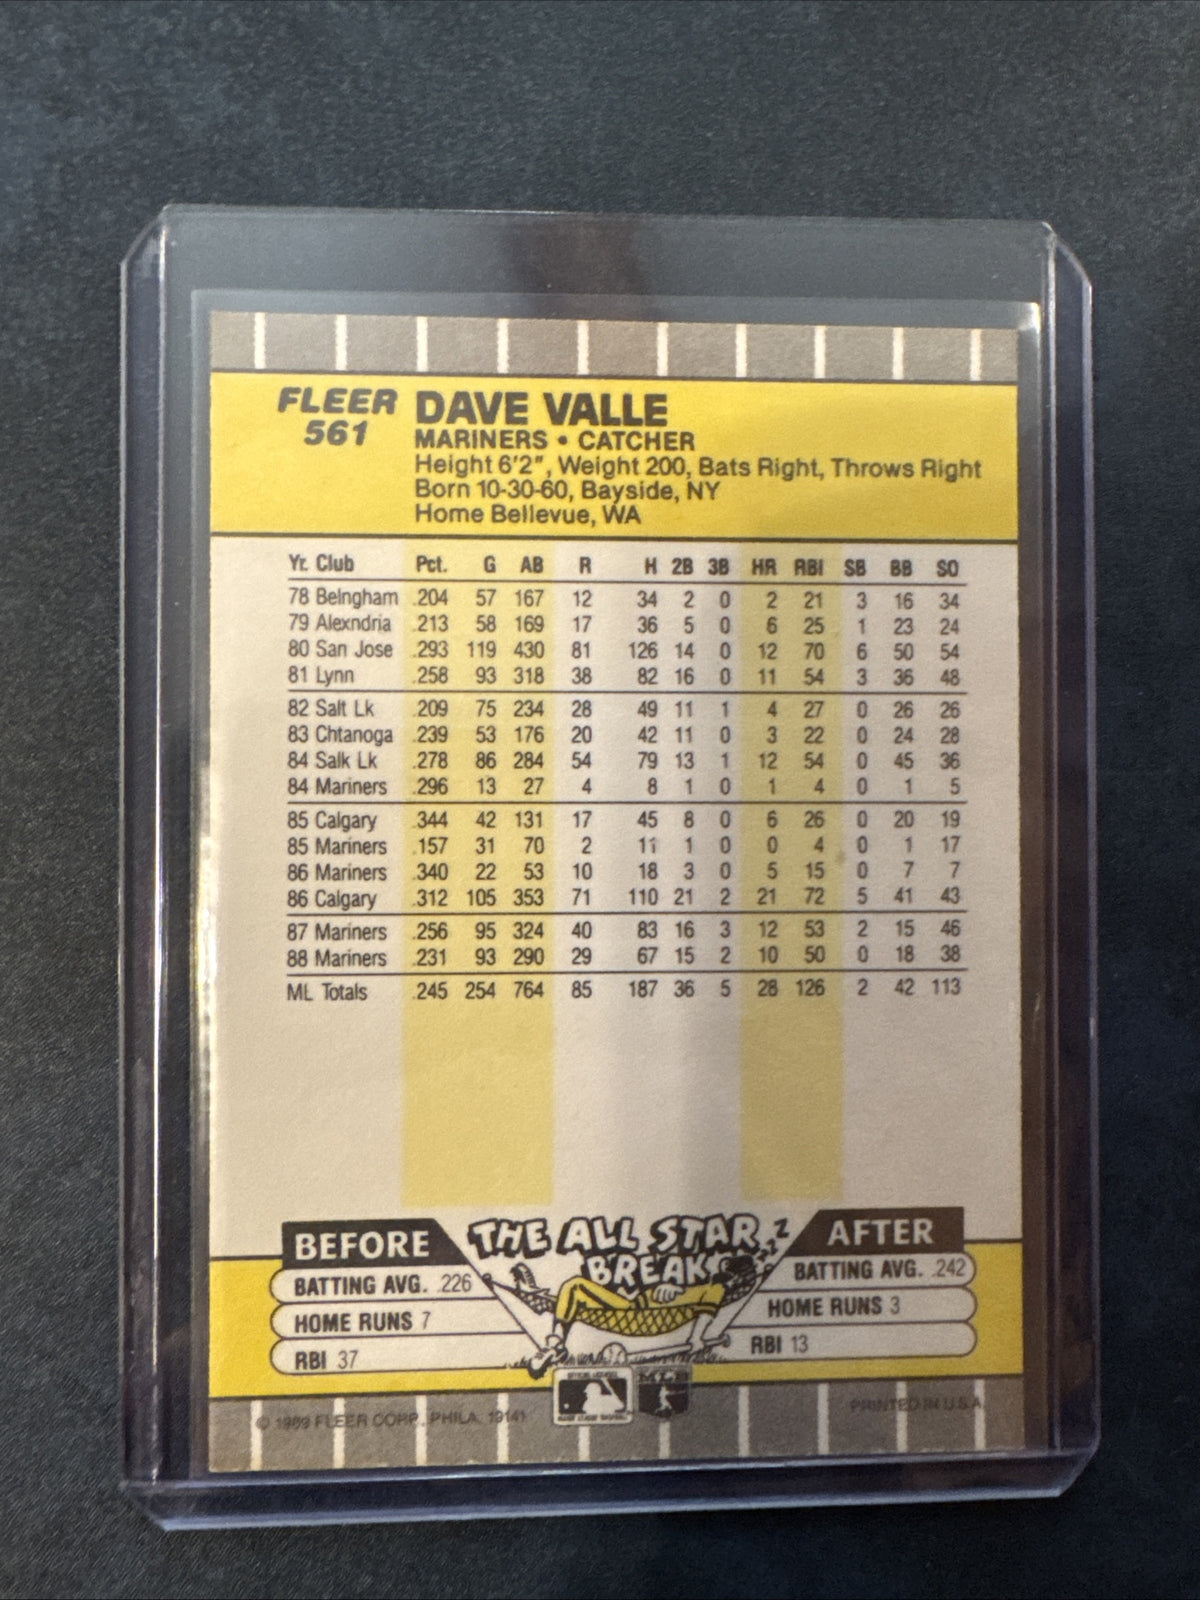 FLEER DAVE VALLE
561 MARINERS • CATCHER
Height 6'2", Weight 200, Bats Right, Throws Right
Born 10-30-60, Bayside, NY
Home Bellevue, WA
Yr. Club Pct. G AB R H 2B 3B HR RBI SB BB SO
78 Belngham .204 57 167 12 34 2 0 2 21 3 16 34
79 Alexndria .213 58 169 17 36 5 0 6 25 1 23 24
80 San Jose .293 119 430 81 126 14 0 12 70 6 50 54
81 Lynn .258 93 318 38 82 16 0 11 54 3 36 48
82 Salt Lk .209 75 234 28 49 11 1 4 27 0 26 26
83 Chtanoga .239 53 176 20 42 11 0 3 22 0 24 28
84 Salk Lk .278 86 284 54 79 13 1 12 54 0 45 36
84 Mariners .296 13 27 4 8 1 0 1 4 0 1 5
85 Calgary .344 42 131 17 45 8 0 6 26 0 20 19
85 Mariners .157 31 70 2 11 1 0 0 4 0 1 17
86 Mariners .340 22 53 10 18 3 0 5 15 0 7 7
86 Calgary .312 105 353 71 110 21 2 21 72 5 41 43
87 Mariners .256 95 324 40 83 16 3 12 53 2 15 46
88 Mariners .231 93 290 29 67 15 2 10 50 0 18 38
ML Totals .245 254 764 85 187 36 5 28 126 2 42 113
BEFORE THE ALL STAR BREAK AFTER
BATTING AVG. .226 BATTING AVG. .242
HOME RUNS 7 HOME RUNS 3
RBI 37 RBI 13
MLB
© 1989 FLEER CORP. PHILA. 19141 PRINTED IN U.S.A.